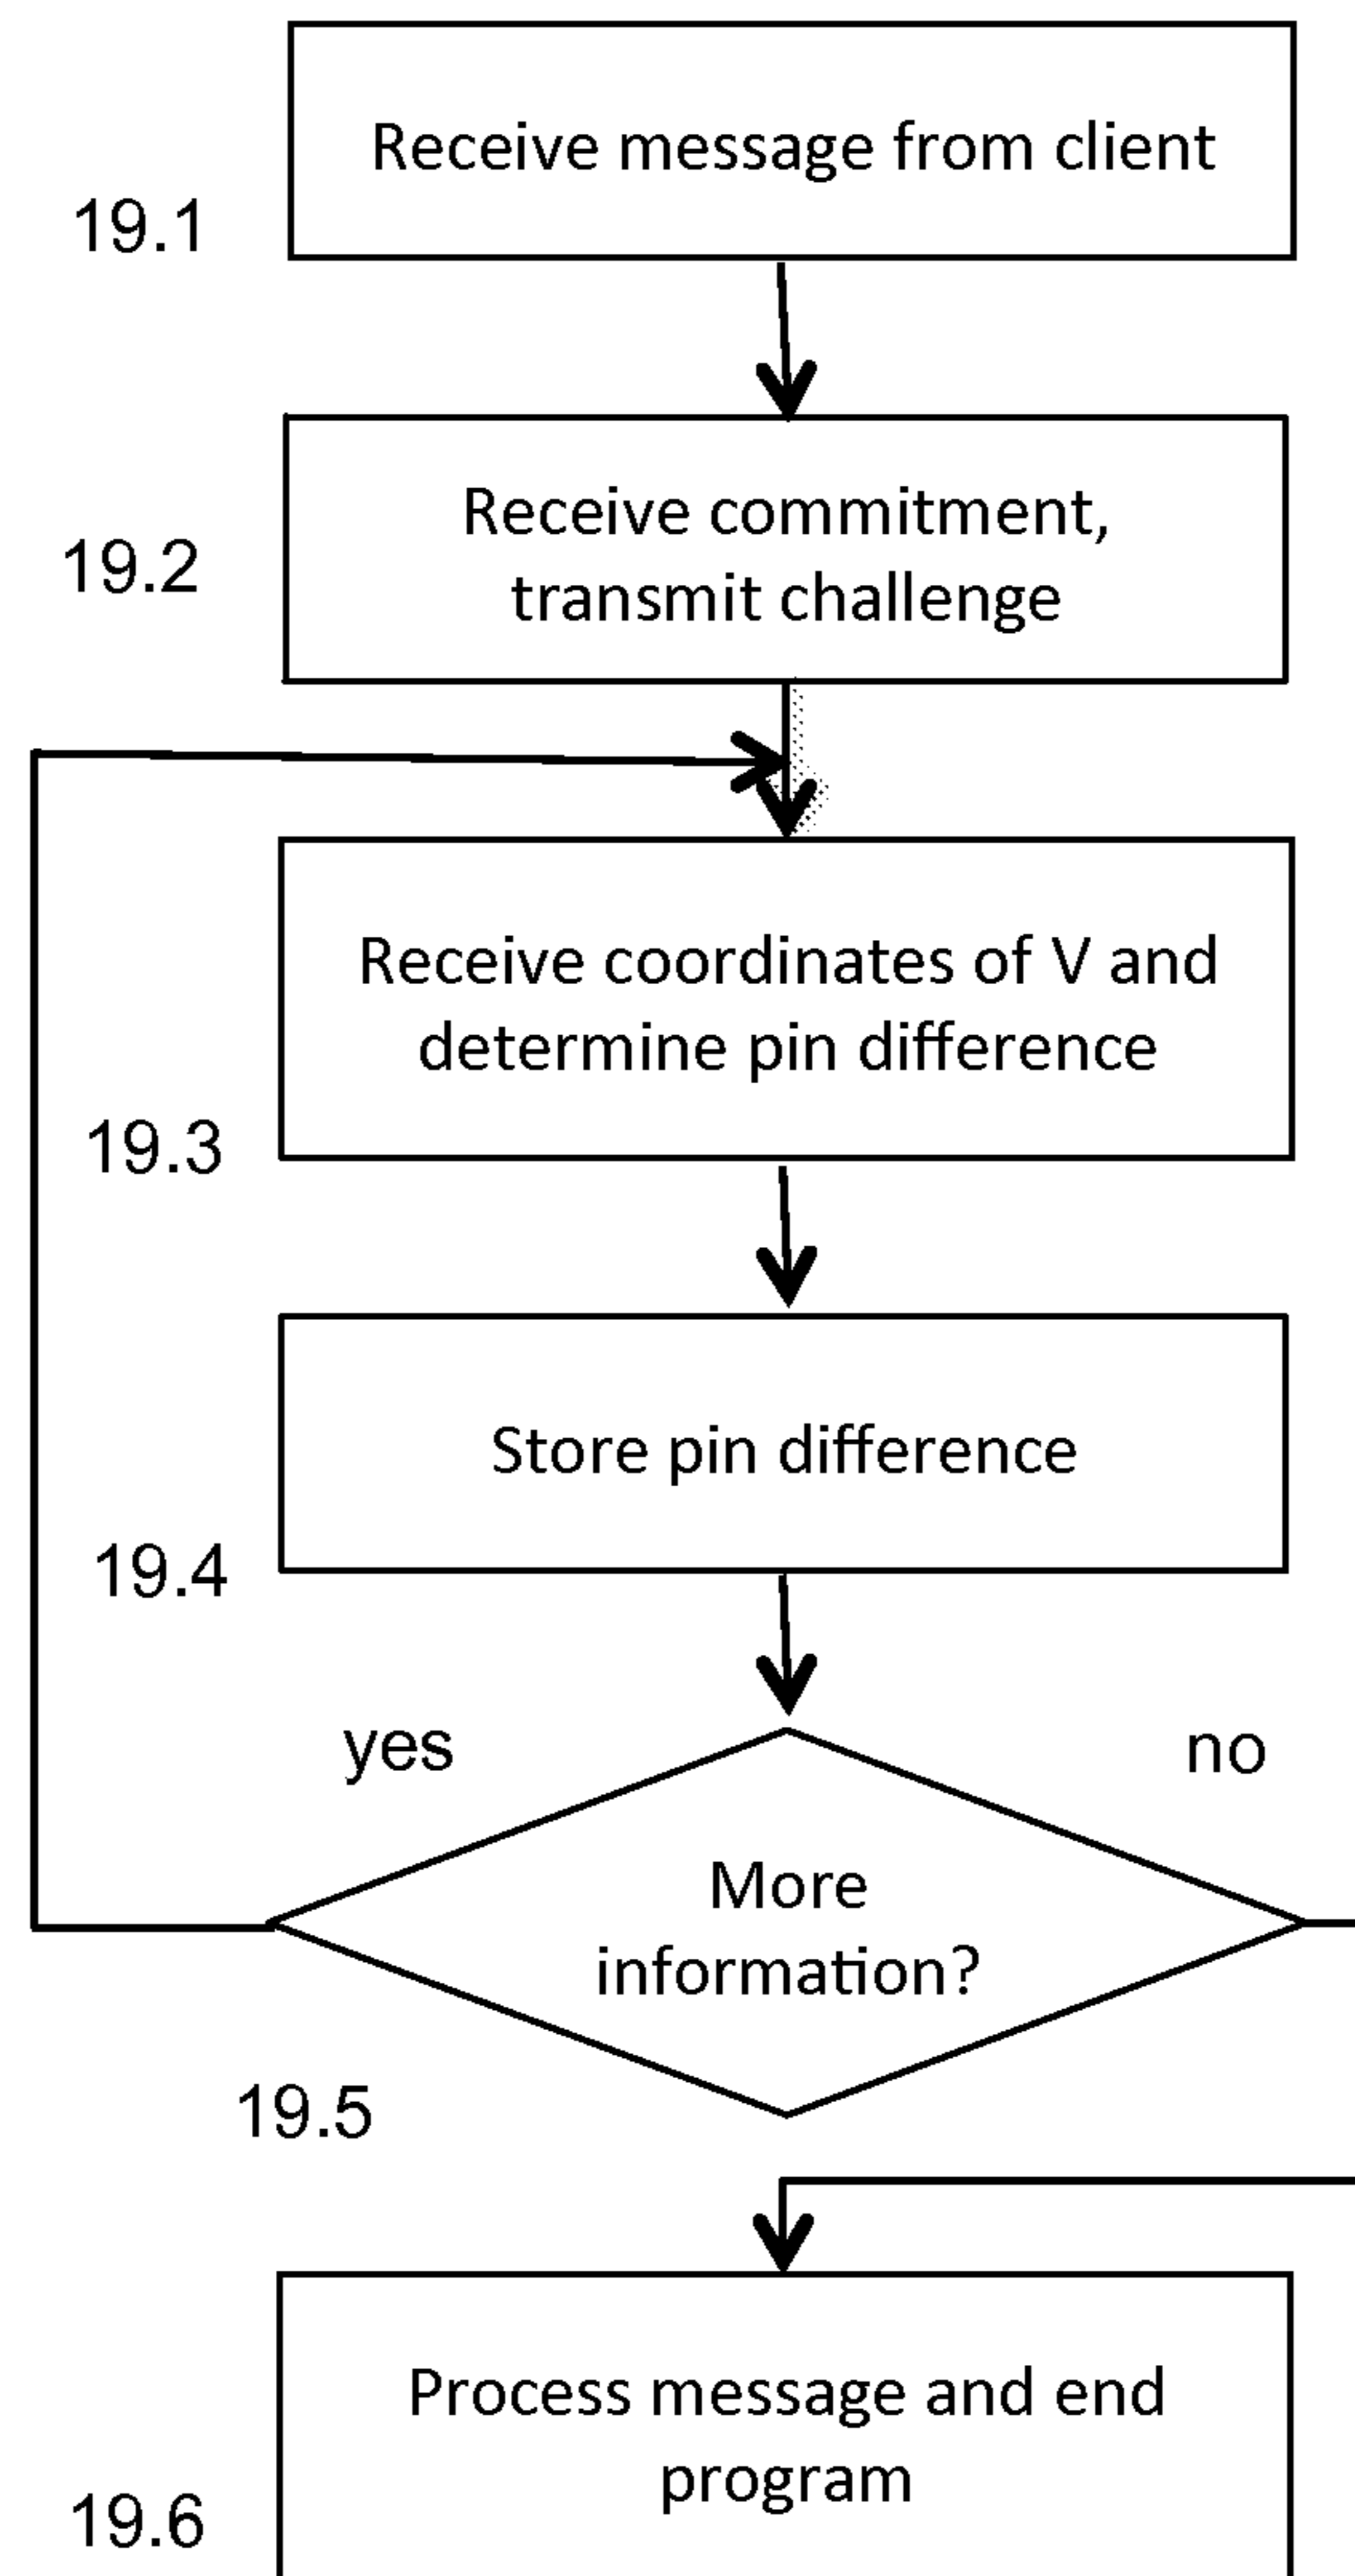 Receive message from client
19.1
Receive commitment,
transmit challenge
19.2
Receive coordinates of V and
determine pin difference
19.3
Store pin difference
19.4
yes
no
More
information?
19.5
Process message and end
program
19.6